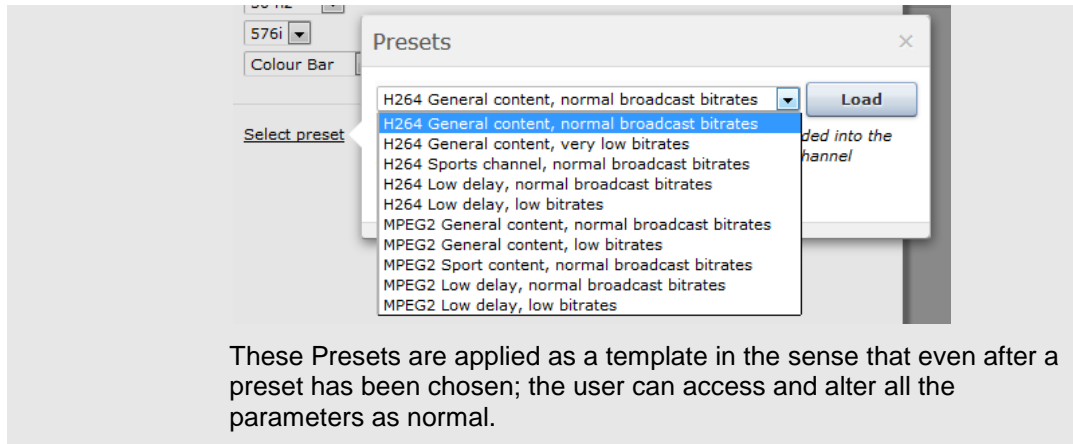 576i
Presets
Colour Bar
H264 General content, normal broadcast bitrates
Load
H264 General content, normal broadcast bitrates
Select preset
ded into the
H264 General content, very low bitrates
hannel
H264 Sports channel, normal broadcast bitrates
H264 Low delay, normal broadcast bitrates
H264 Low delay, low bitrates
MPEG2 General content, normal broadcast bitrates
MPEG2 General content, low bitrates
MPEG2 Sport content, normal broadcast bitrates
MPEG2 Low delay, normal broadcast bitrates
MPEG2 Low delay, low bitrates
These Presets are applied as a template in the sense that even after a
preset has been chosen; the user can access and alter all the
parameters as normal.